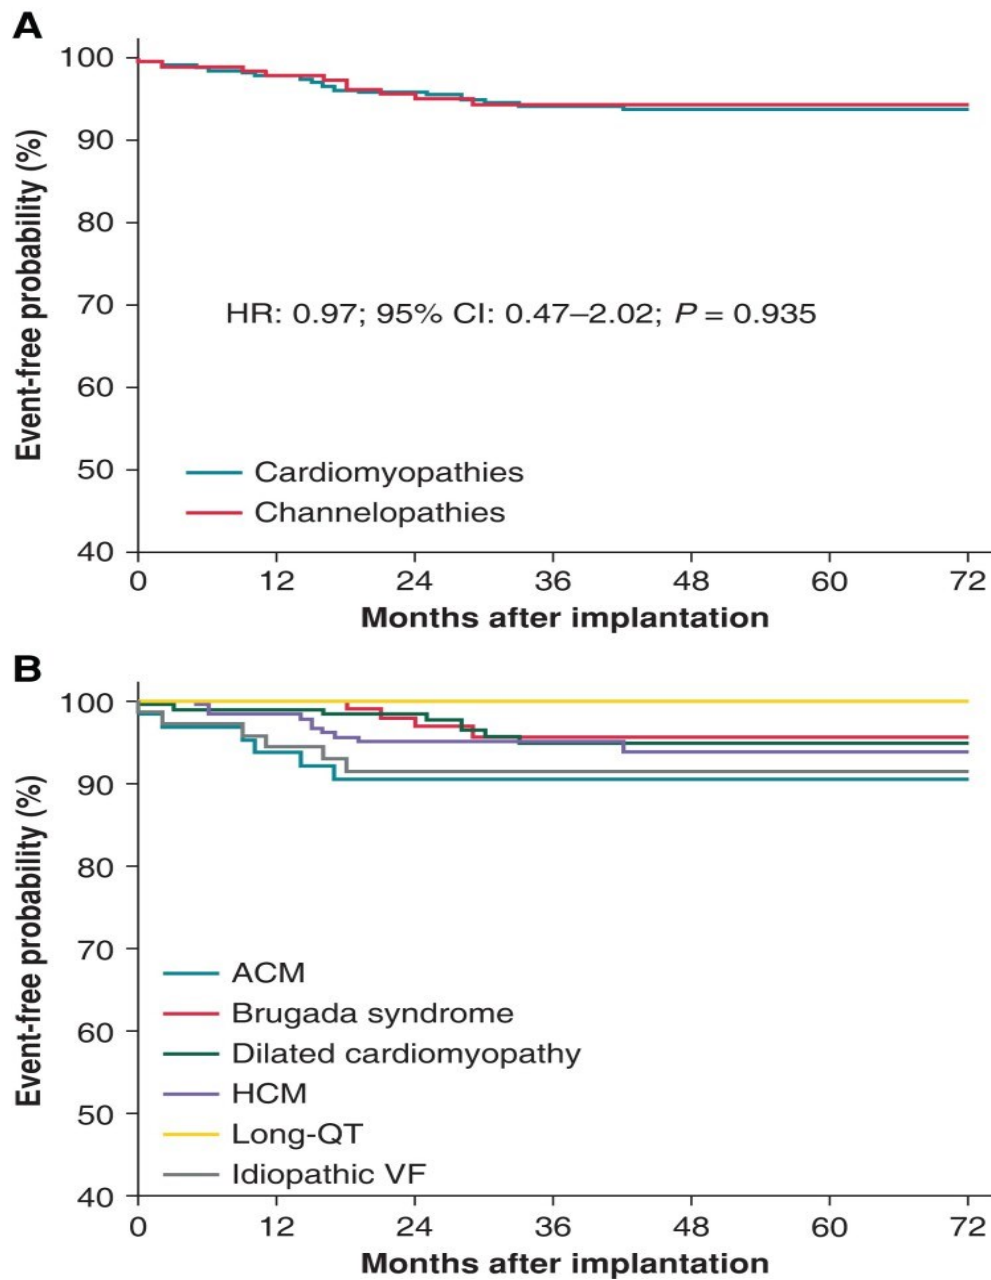 A
Event-free probability (%)
100
90
80
70
60
50
40
HR: 0.97; 95% CI: 0.47–2.02; P = 0.935
Cardiomyopathies
Channelopathies
0 12 24 36 48 60 72
Months after implantation
B
Event-free probability (%)
100
90
80
70
60
50
40
ACM
Brugada syndrome
Dilated cardiomyopathy
HCM
Long-QT
Idiopathic VF
0 12 24 36 48 60 72
Months after implantation